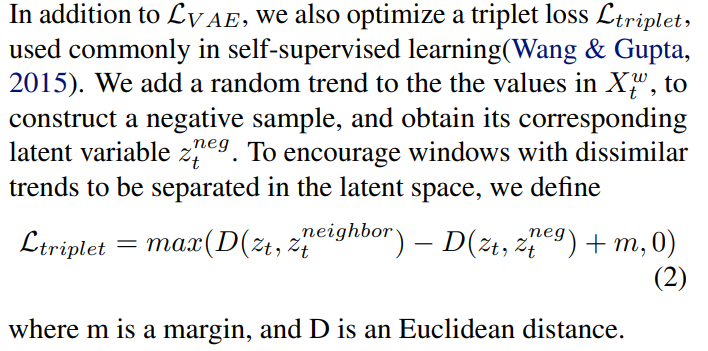 In addition to $\mathcal{L}_{VAE}$, we also optimize a triplet loss $\mathcal{L}_{triplet}$,
used commonly in self-supervised learning(Wang & Gupta,
2015). We add a random trend to the the values in $X_t^w$, to
construct a negative sample, and obtain its corresponding
latent variable $z_t^{neg}$. To encourage windows with dissimilar
trends to be separated in the latent space, we define
$\mathcal{L}_{triplet} = max(D(z_t, z_t^{neighbor}) - D(z_t, z_t^{neg}) + m, 0)$
(2)
where m is a margin, and D is an Euclidean distance.